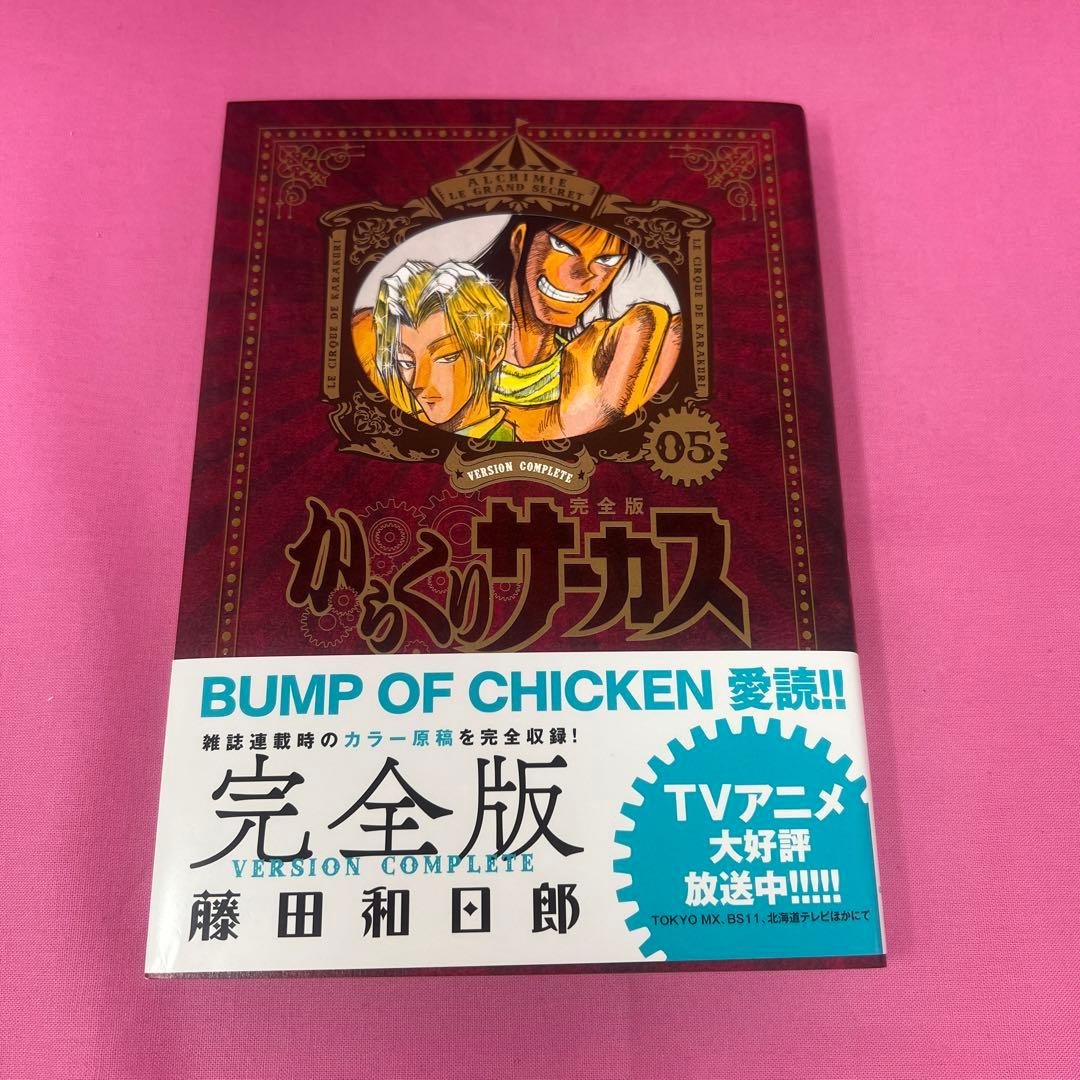 ALCHIMIE
LE GRAND SECRET
LE CIRQUE DE KARAKURI
LE CIRQUE DE KARAKURI
05
VERSION COMPLETE
完全版
からくりサーカス
BUMP OF CHICKEN 愛読!!
雑誌連載時のカラー原稿を完全収録!
完全版
VERSION COMPLETE
藤田和日郎
TVアニメ
大好評
放送中!!!!!
TOKYO MX、BS11、北海道テレビほかにて